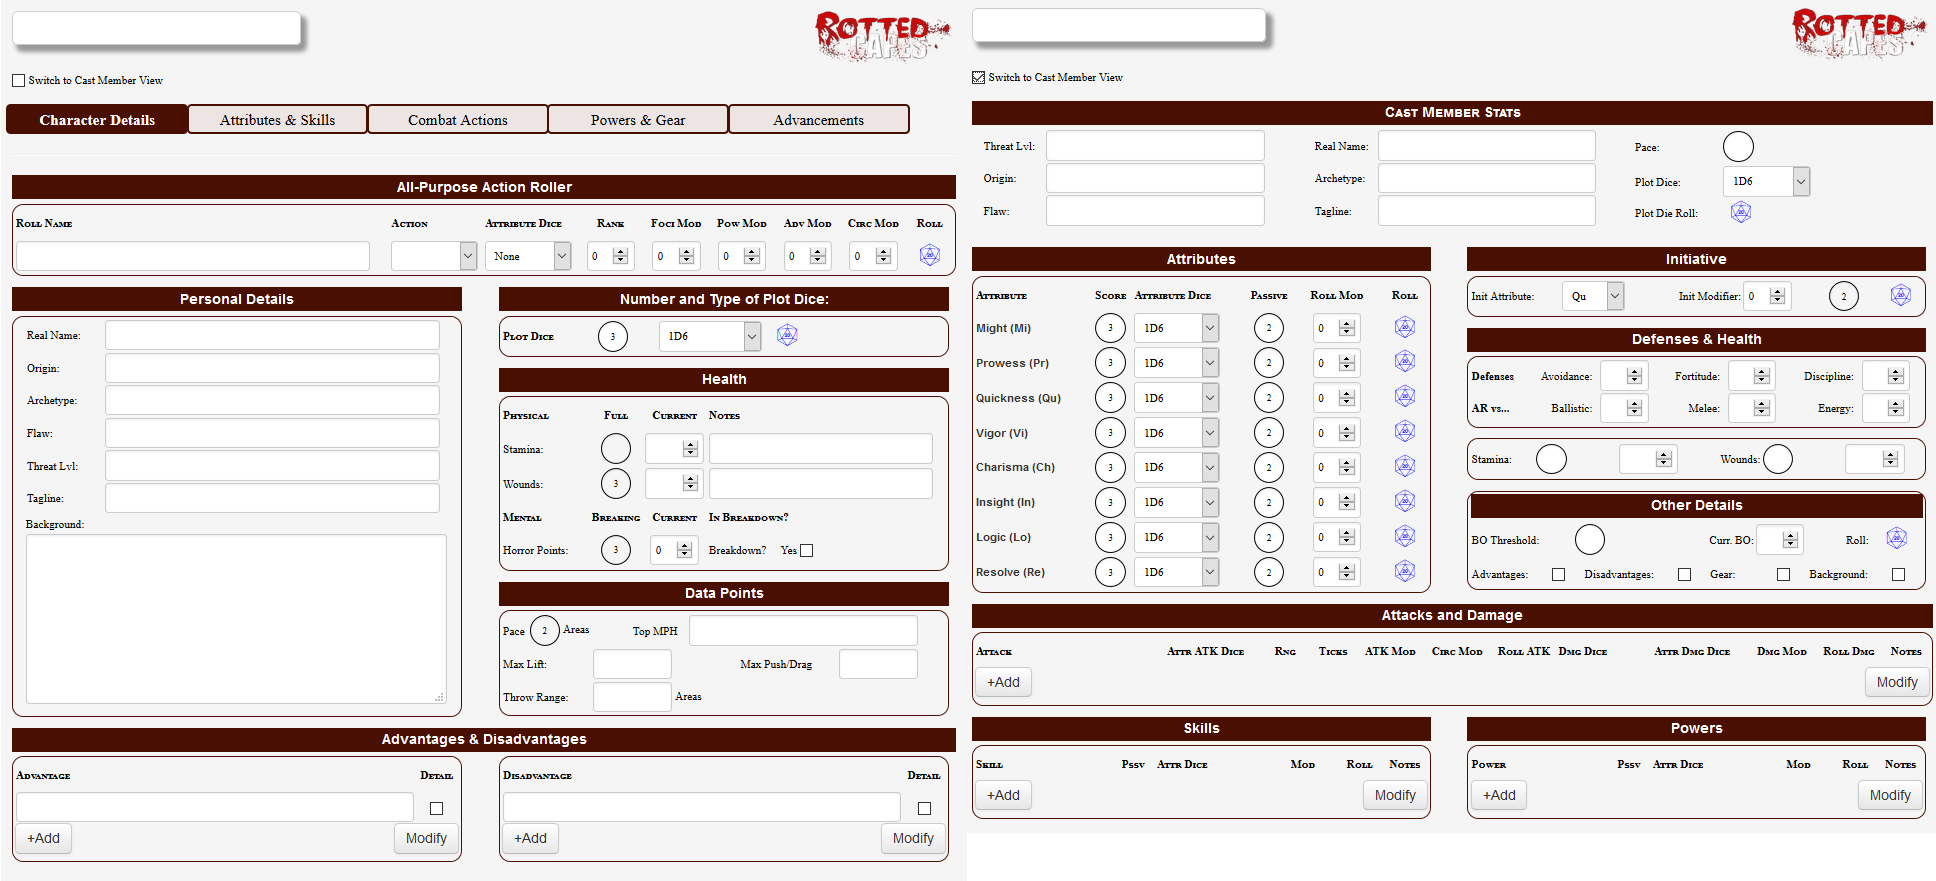 ROTTED
CAPES
Switch to Cast Member View
Character Details Attributes & Skills Combat Actions Powers & Gear Advancements
All-Purpose Action Roller
Roll Name Action Attribute Dice Rank Foci Mod Pow Mod Adv Mod Circ Mod Roll
None 0 0 0 0 0 20
Personal Details
Real Name:
Origin:
Archetype:
Flaw:
Threat Lvl:
Tagline:
Background:
Number and Type of Plot Dice:
Plot Dice 3 1D6 20
Health
Physical Full Current Notes
Stamina:
Wounds: 3
Mental Breaking Current In Breakdown?
Horror Points: 3 0 Breakdown? Yes
Data Points
Pace 2 Areas Top MPH
Max Lift: Max Push/Drag
Throw Range: Areas
Advantages & Disadvantages
Advantage Detail
+Add Modify
Disadvantage Detail
+Add Modify
ROTTED
CAPES
Switch to Cast Member View
Cast Member Stats
Threat Lvl: Real Name: Pace:
Origin: Archetype: Plot Dice: 1D6
Flaw: Tagline: Plot Die Roll: 20
Attributes
Attribute Score Attribute Dice Passive Roll Mod Roll
Might (Mi) 3 1D6 2 0 20
Prowess (Pr) 3 1D6 2 0 20
Quickness (Qu) 3 1D6 2 0 20
Vigor (Vi) 3 1D6 2 0 20
Charisma (Ch) 3 1D6 2 0 20
Insight (In) 3 1D6 2 0 20
Logic (Lo) 3 1D6 2 0 20
Resolve (Re) 3 1D6 2 0 20
Initiative
Init Attribute: Qu Init Modifier: 0 2 20
Defenses & Health
Defenses Avoidance: Fortitude: Discipline:
AR vs... Ballistic: Melee: Energy:
Stamina: Wounds:
Other Details
BO Threshold: Curr. BO: Roll: 20
Advantages: Disadvantages: Gear: Background:
Attacks and Damage
Attack Attr ATK Dice Rng Ticks ATK Mod Circ Mod Roll ATK Dmg Dice Attr Dmg Dice Dmg Mod Roll Dmg Notes
+Add Modify
Skills
Skill Pssv Attr Dice Mod Roll Notes
+Add Modify
Powers
Power Pssv Attr Dice Mod Roll Notes
+Add Modify